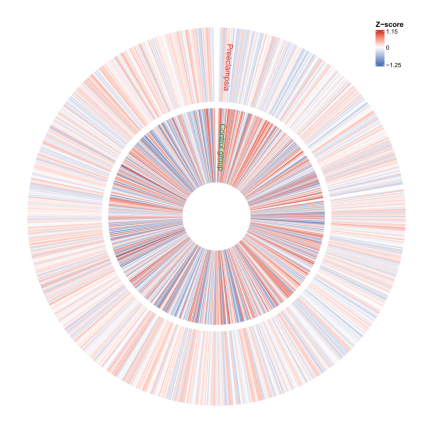 Z-score
1.15
0
−1.25
Preeclampsia
Control group